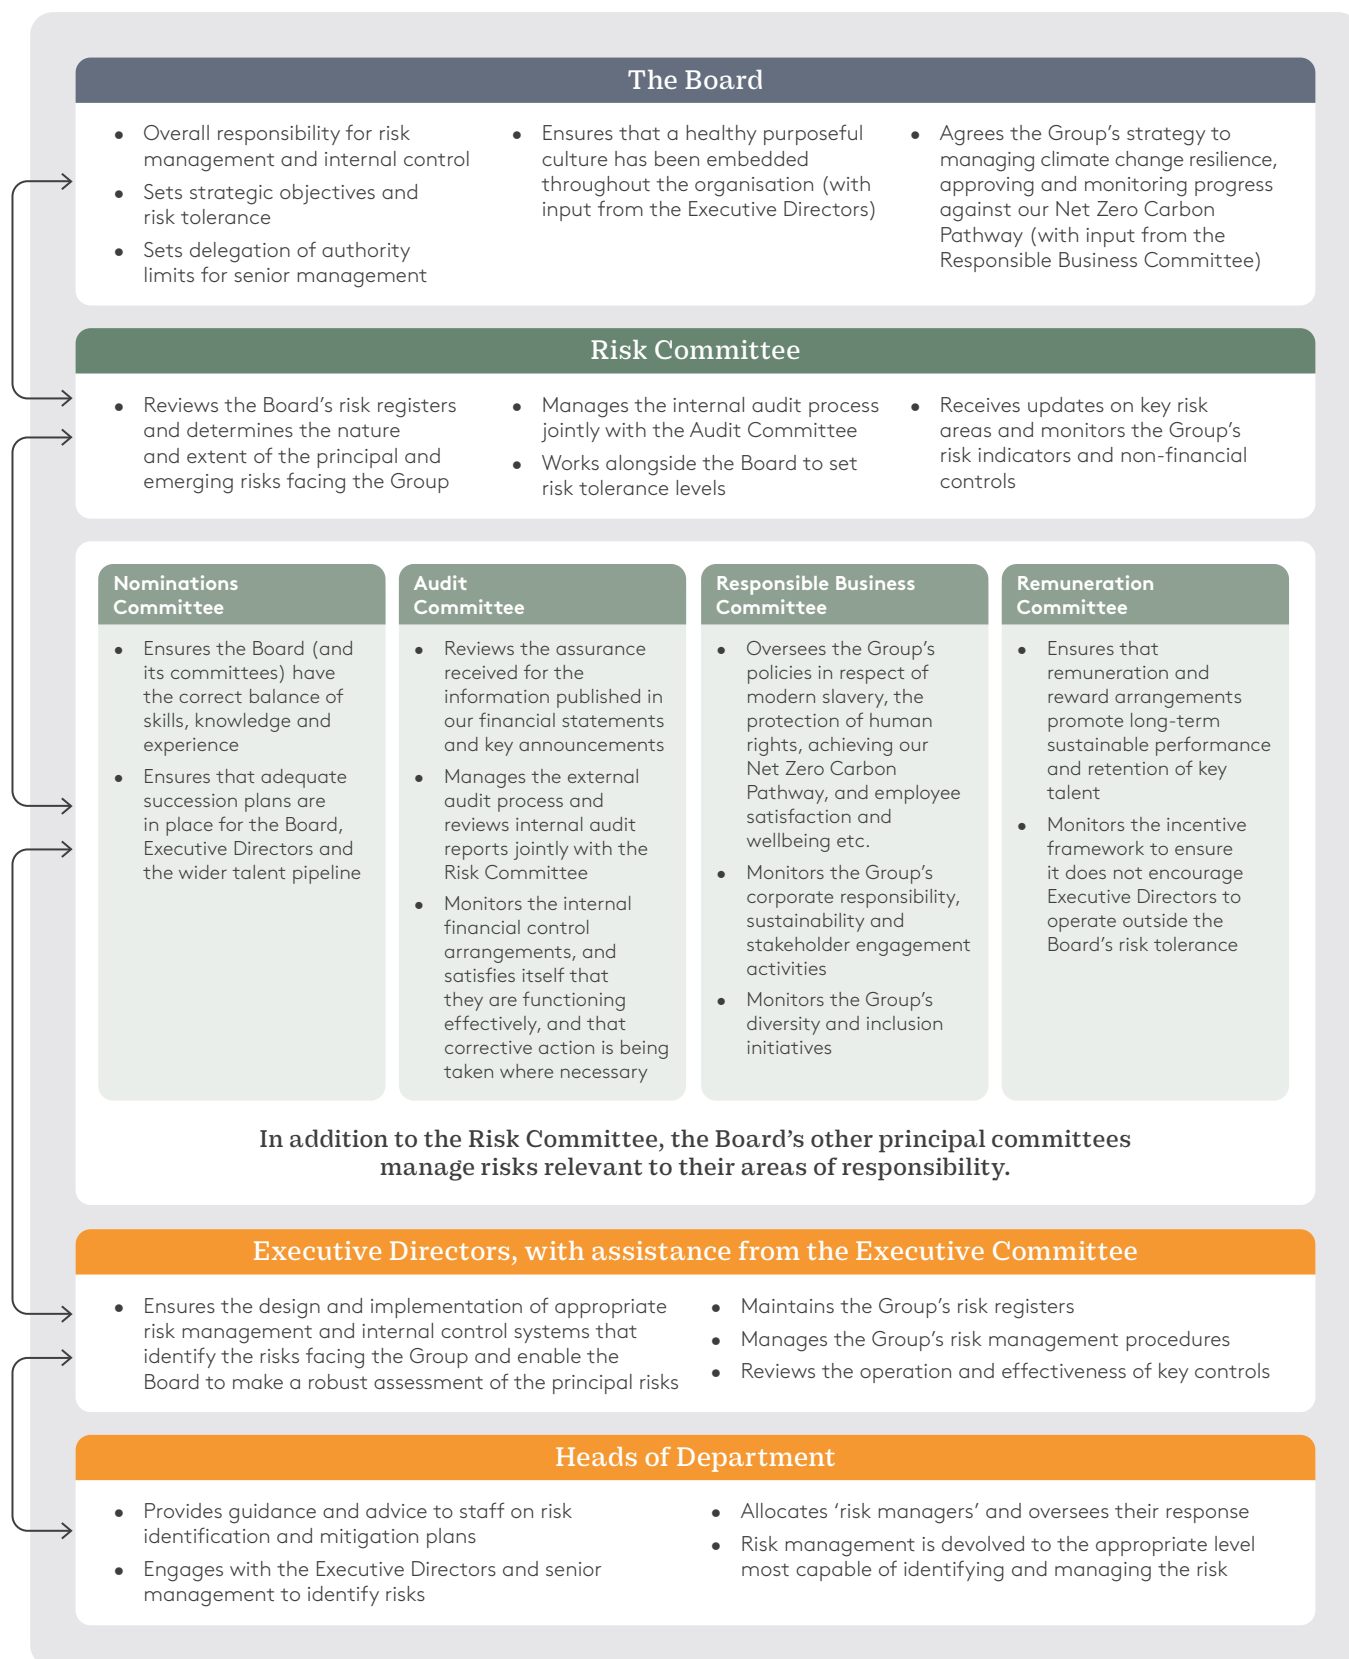 The Board
• Overall responsibility for risk
management and internal control
• Sets strategic objectives and
risk tolerance
• Sets delegation of authority
limits for senior management
• Ensures that a healthy purposeful
culture has been embedded
throughout the organisation (with
input from the Executive Directors)
• Agrees the Group’s strategy to
managing climate change resilience,
approving and monitoring progress
against our Net Zero Carbon
Pathway (with input from the
Responsible Business Committee)
Risk Committee
• Reviews the Board’s risk registers
and determines the nature
and extent of the principal and
emerging risks facing the Group
• Manages the internal audit process
jointly with the Audit Committee
• Works alongside the Board to set
risk tolerance levels
• Receives updates on key risk
areas and monitors the Group’s
risk indicators and non-financial
controls
Nominations
Committee
• Ensures the Board (and
its committees) have
the correct balance of
skills, knowledge and
experience
• Ensures that adequate
succession plans are
in place for the Board,
Executive Directors and
the wider talent pipeline
Audit
Committee
• Reviews the assurance
received for the
information published in
our financial statements
and key announcements
• Manages the external
audit process and
reviews internal audit
reports jointly with the
Risk Committee
• Monitors the internal
financial control
arrangements, and
satisfies itself that
they are functioning
effectively, and that
corrective action is being
taken where necessary
Responsible Business
Committee
• Oversees the Group’s
policies in respect of
modern slavery, the
protection of human
rights, achieving our
Net Zero Carbon
Pathway, and employee
satisfaction and
wellbeing etc.
• Monitors the Group’s
corporate responsibility,
sustainability and
stakeholder engagement
activities
• Monitors the Group’s
diversity and inclusion
initiatives
Remuneration
Committee
• Ensures that
remuneration and
reward arrangements
promote long-term
sustainable performance
and retention of key
talent
• Monitors the incentive
framework to ensure
it does not encourage
Executive Directors to
operate outside the
Board’s risk tolerance
In addition to the Risk Committee, the Board’s other principal committees
manage risks relevant to their areas of responsibility.
Executive Directors, with assistance from the Executive Committee
• Ensures the design and implementation of appropriate
risk management and internal control systems that
identify the risks facing the Group and enable the
Board to make a robust assessment of the principal risks
• Maintains the Group’s risk registers
• Manages the Group’s risk management procedures
• Reviews the operation and effectiveness of key controls
Heads of Department
• Provides guidance and advice to staff on risk
identification and mitigation plans
• Engages with the Executive Directors and senior
management to identify risks
• Allocates ‘risk managers’ and oversees their response
• Risk management is devolved to the appropriate level
most capable of identifying and managing the risk